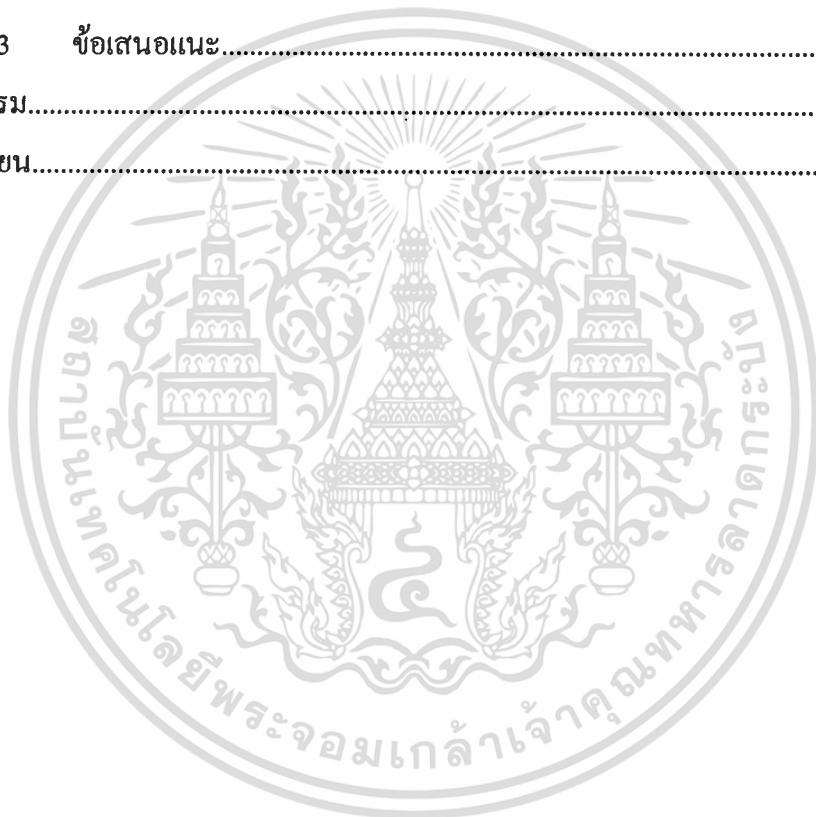 3 ข้อเสนอแนะ
รม
ยน
สถาบันเทคโนโลยีพระจอมเกล้าเจ้าคุณทหารลาดกระบัง
๔